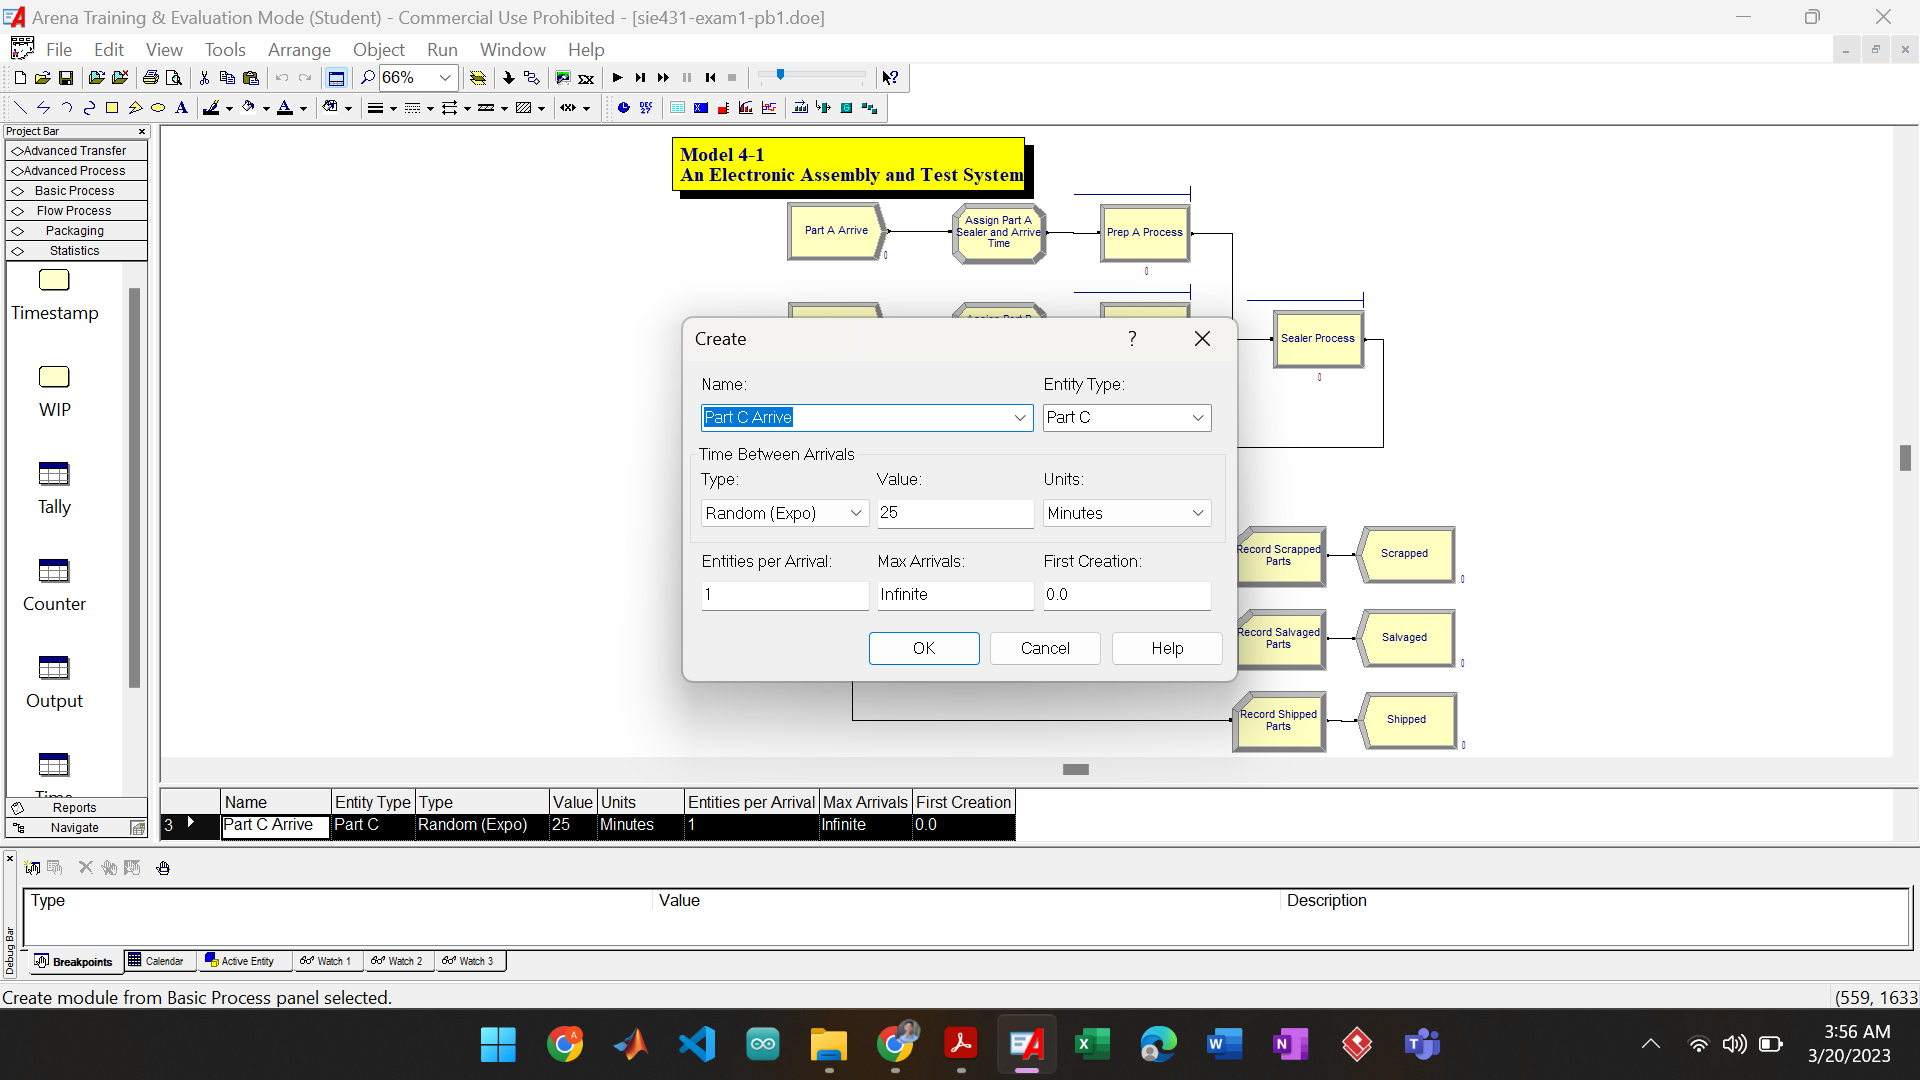 Arena Training & Evaluation Mode (Student) - Commercial Use Prohibited - [sie431-exam1-pb1.doe]
File Edit View Tools Arrange Object Run Window Help
66%
Project Bar
Advanced Transfer
Advanced Process
Basic Process
Flow Process
Packaging
Statistics
Timestamp
WIP
Tally
Counter
Output
Reports
Navigate
Model 4-1
An Electronic Assembly and Test System
Part A Arrive
0
Assign Part A
Sealer and Arrive
Time
Prep A Process
0
Sealer Process
0
Create
?
Name:
Entity Type:
Part C Arrive
Part C
Time Between Arrivals
Type:
Value:
Units:
Random (Expo)
25
Minutes
Entities per Arrival:
Max Arrivals:
First Creation:
1
Infinite
0.0
OK
Cancel
Help
Record Scrapped
Parts
Scrapped
0
Record Salvaged
Parts
Salvaged
0
Record Shipped
Parts
Shipped
0
Name Entity Type Type Value Units Entities per Arrival Max Arrivals First Creation
3 Part C Arrive Part C Random (Expo) 25 Minutes 1 Infinite 0.0
Debug Bar
Type Value Description
Breakpoints Calendar Active Entity Watch 1 Watch 2 Watch 3
Create module from Basic Process panel selected.
(559, 1633
3:56 AM
3/20/2023